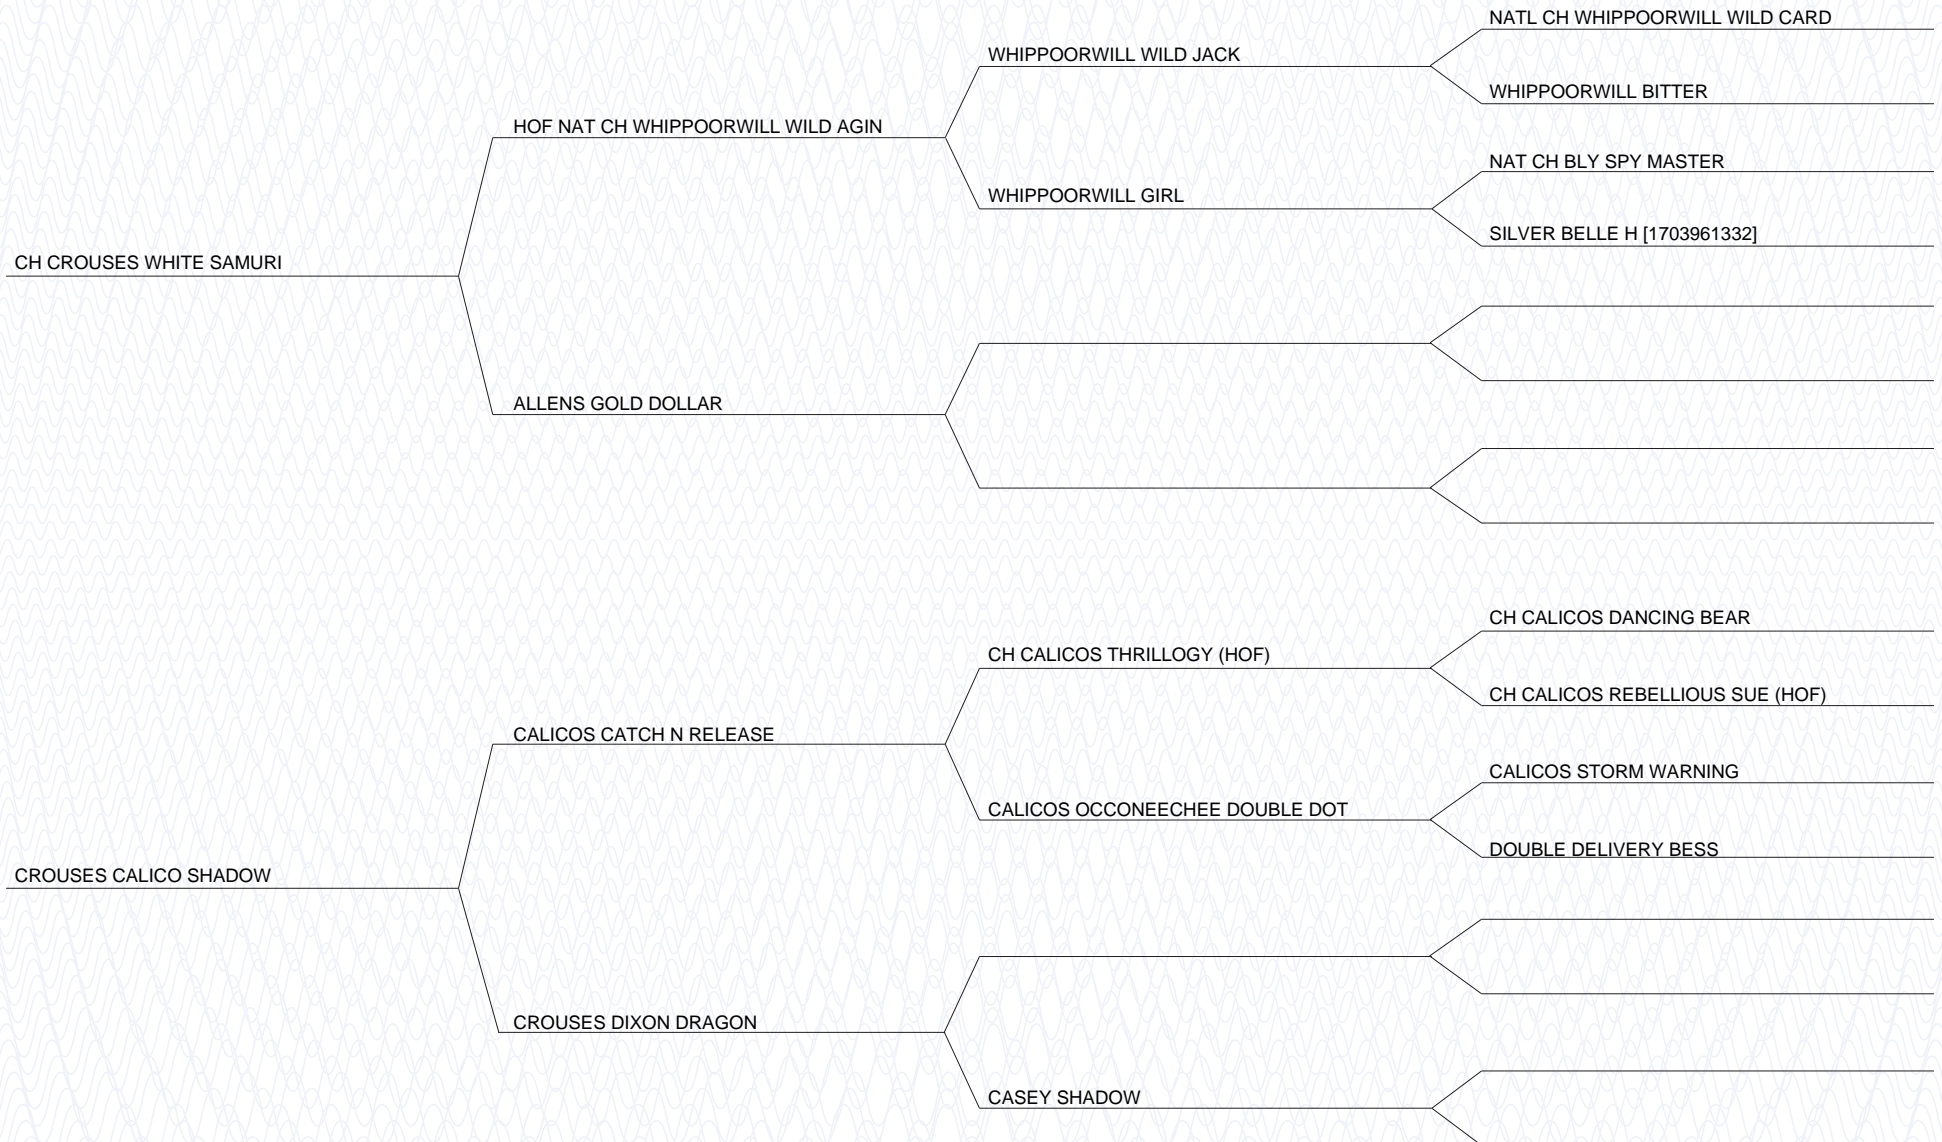 NATL CH WHIPPOORWILL WILD CARD
WHIPPOORWILL WILD JACK
WHIPPOORWILL BITTER
HOF NAT CH WHIPPOORWILL WILD AGIN
NAT CH BLY SPY MASTER
WHIPPOORWILL GIRL
SILVER BELLE H [1703961332]
CH CROUSES WHITE SAMURI
ALLENS GOLD DOLLAR
CH CALICOS DANCING BEAR
CH CALICOS THRILLOGY (HOF)
CH CALICOS REBELLIOUS SUE (HOF)
CALICOS CATCH N RELEASE
CALICOS STORM WARNING
CALICOS OCCONEECHEE DOUBLE DOT
DOUBLE DELIVERY BESS
CROUSES CALICO SHADOW
CROUSES DIXON DRAGON
CASEY SHADOW